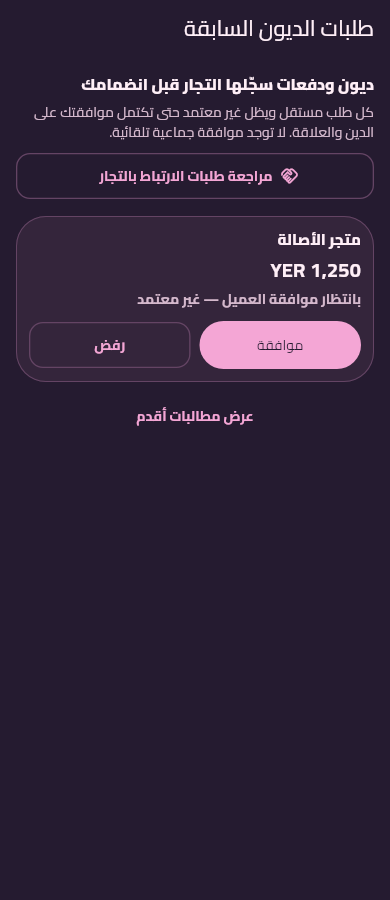 طلبات الديون السابقة
ديون ودفعات سجّلها التجار قبل انضمامك
كل طلب مستقل ويظل غير معتمد حتى تكتمل موافقتك على
الدين والعلاقة. لا توجد موافقة جماعية تلقائية.
مراجعة طلبات الارتباط بالتجار
متجر الأصالة
YER 1,250
بانتظار موافقة العميل — غير معتمد
موافقة
رفض
عرض مطالبات أقدم